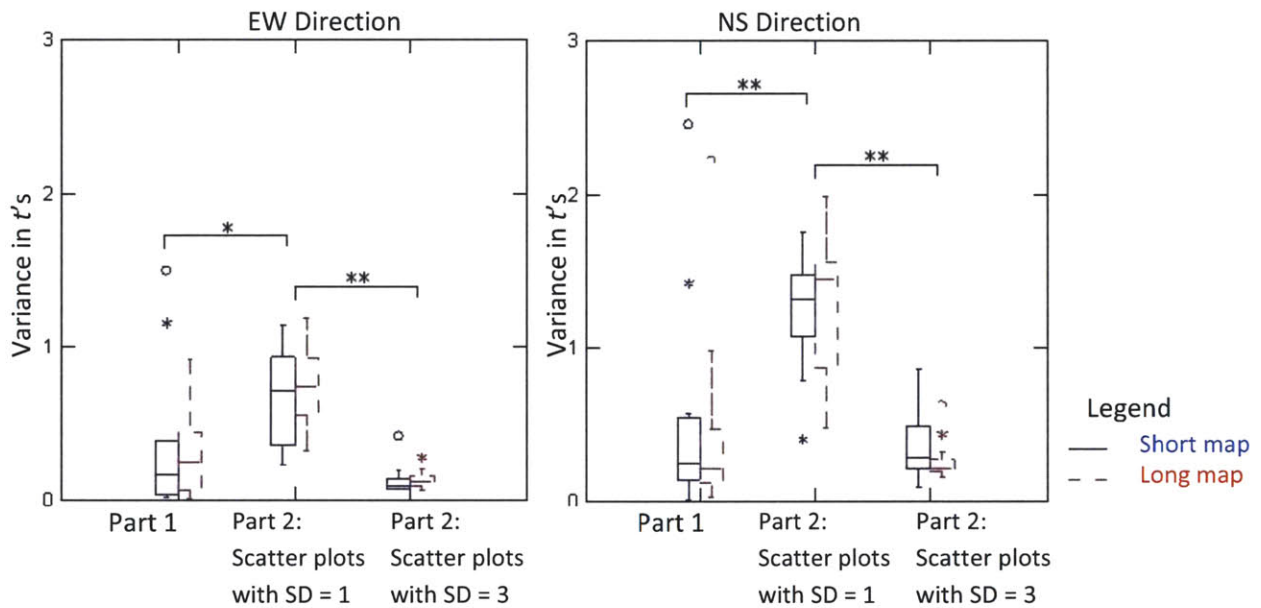 EW Direction
3
2
1
0
Variance in t's
*
**
*
*
Part 1
Part 2:
Scatter plots
with SD = 1
Part 2:
Scatter plots
with SD = 3
NS Direction
3
2
1
0
Variance in t's
**
**
*
*
*
Part 1
Part 2:
Scatter plots
with SD = 1
Part 2:
Scatter plots
with SD = 3
Legend
Short map
Long map